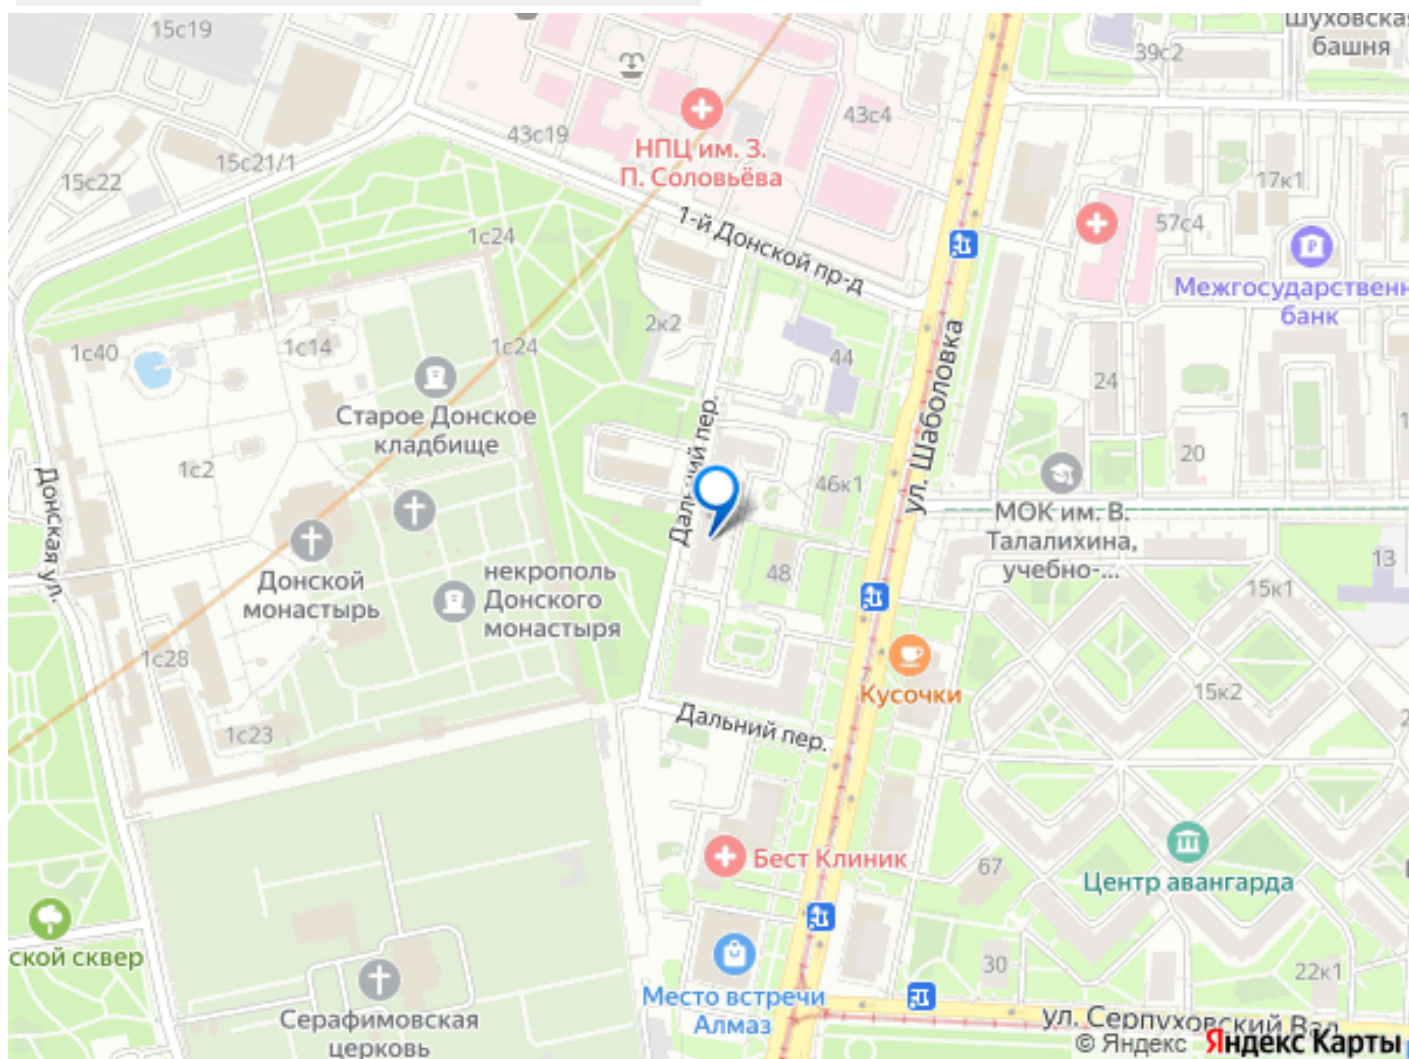 15с19
Шуховска
башня
39с2
43с4
43с19
НПЦ им. З.
П. Соловьёва
15с21/1
15с22
17к1
57с4
1-й Донской пр-д
1с24
Межгосударственн
банк
2к2
1с40
1с14
1с24
44
ул. Шаболовка
24
Старое Донское
кладбище
Дальний пер.
1с2
20
46к1
Донская ул.
МОК им. В.
Талалихина,
учебно-...
13
Донской
монастырь
некрополь
Донского
монастыря
48
15к1
1с28
Кусочки
15к2
2
1с23
Дальний пер.
Бест Клиник
67
Центр авангарда
ской сквер
30
22к1
Место встречи
Алмаз
Серафимовская
церковь
ул. Серпуховский Вал
© Яндекс Яндекс Карты